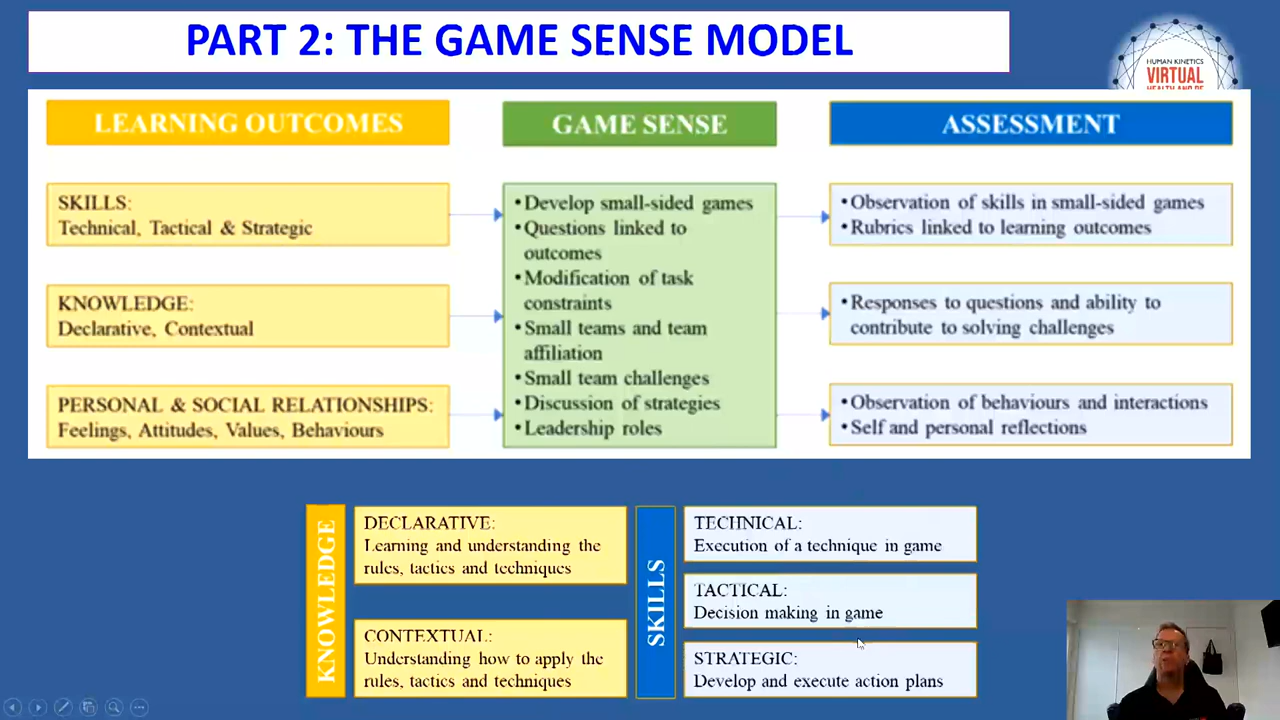 PART 2: THE GAME SENSE MODEL
HUMAN KINETICS
VIRTUAL
LEARNING OUTCOMES
SKILLS:
Technical, Tactical & Strategic
KNOWLEDGE:
Declarative, Contextual
PERSONAL & SOCIAL RELATIONSHIPS:
Feelings, Attitudes, Values, Behaviours
GAME SENSE
• Develop small-sided games
• Questions linked to
outcomes
• Modification of task
constraints
• Small teams and team
affiliation
• Small team challenges
• Discussion of strategies
• Leadership roles
ASSESSMENT
• Observation of skills in small-sided games
• Rubrics linked to learning outcomes
• Responses to questions and ability to
contribute to solving challenges
• Observation of behaviours and interactions
• Self and personal reflections
KNOWLEDGE
DECLARATIVE:
Learning and understanding the
rules, tactics and techniques
CONTEXTUAL:
Understanding how to apply the
rules, tactics and techniques
SKILLS
TECHNICAL:
Execution of a technique in game
TACTICAL:
Decision making in game
STRATEGIC:
Develop and execute action plans